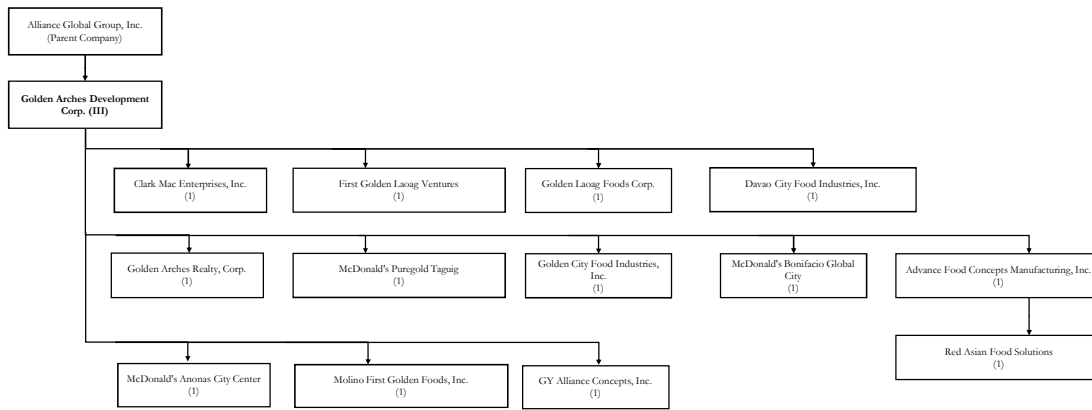 Alliance Global Group, Inc.
(Parent Company)
Golden Arches Development
Corp. (III)
Clark Mac Enterprises, Inc.
(1)
First Golden Laoag Ventures
(1)
Golden Laoag Foods Corp.
(1)
Davao City Food Industries, Inc.
(1)
Golden Arches Realty, Corp.
(1)
McDonald's Puregold Taguig
(1)
Golden City Food Industries,
Inc.
(1)
McDonald's Bonifacio Global
City
(1)
Advance Food Concepts Manufacturing, Inc.
(1)
Red Asian Food Solutions
(1)
McDonald's Anonas City Center
(1)
Molino First Golden Foods, Inc.
(1)
GY Alliance Concepts, Inc.
(1)